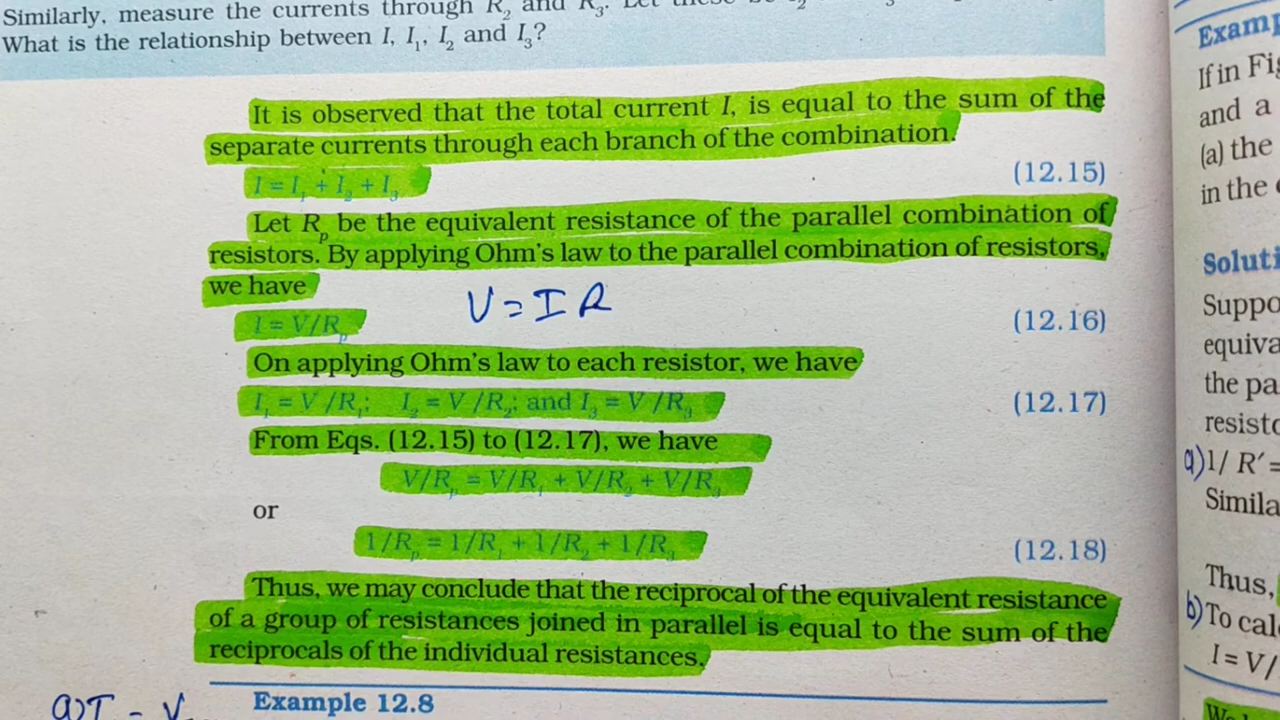 Similarly, measure the currents through R₂ and R₃.
What is the relationship between I, I₁, I₂ and I₃?
It is observed that the total current I, is equal to the sum of the
separate currents through each branch of the combination.
I = I₁ + I₂ + I₃ (12.15)
Let Rₚ be the equivalent resistance of the parallel combination of
resistors. By applying Ohm's law to the parallel combination of resistors,
we have
V = I R
I = V/Rₚ (12.16)
On applying Ohm's law to each resistor, we have
I₁ = V /R₁; I₂ = V /R₂; and I₃ = V /R₃ (12.17)
From Eqs. (12.15) to (12.17), we have
V/Rₚ = V/R₁ + V/R₂ + V/R₃
or
1/Rₚ = 1/R₁ + 1/R₂ + 1/R₃ (12.18)
Thus, we may conclude that the reciprocal of the equivalent resistance
of a group of resistances joined in parallel is equal to the sum of the
reciprocals of the individual resistances.
Example 12.8
a) I = V
Examp
If in Fig
and a
(a) the
in the
Soluti
Suppo
equiva
the pa
resisto
a) 1/ R′ =
Simila
Thus,
b) To cal
I = V/